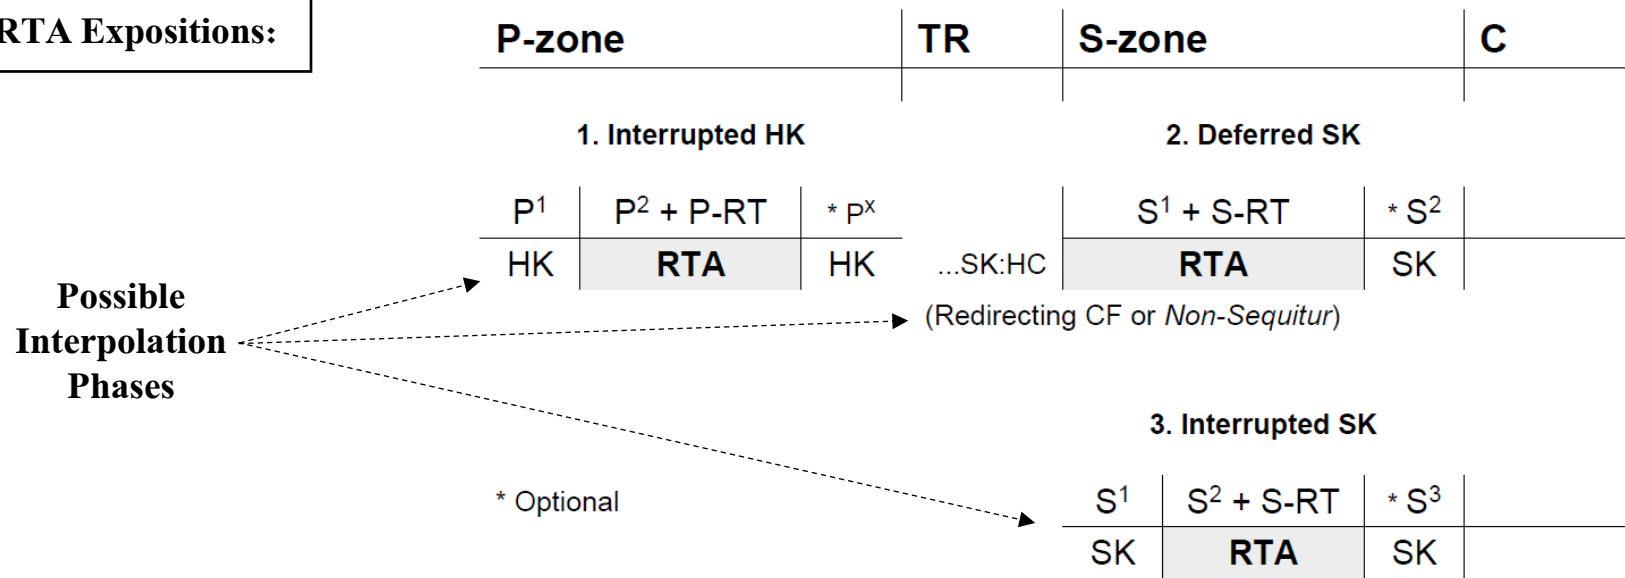 RTA Expositions:
P-zone TR S-zone C
1. Interrupted HK 2. Deferred SK
P¹ P² + P-RT * Pˣ S¹ + S-RT * S²
HK RTA HK ...SK:HC RTA SK
(Redirecting CF or Non-Sequitur)
Possible
Interpolation
Phases
3. Interrupted SK
* Optional
S¹ S² + S-RT * S³
SK RTA SK